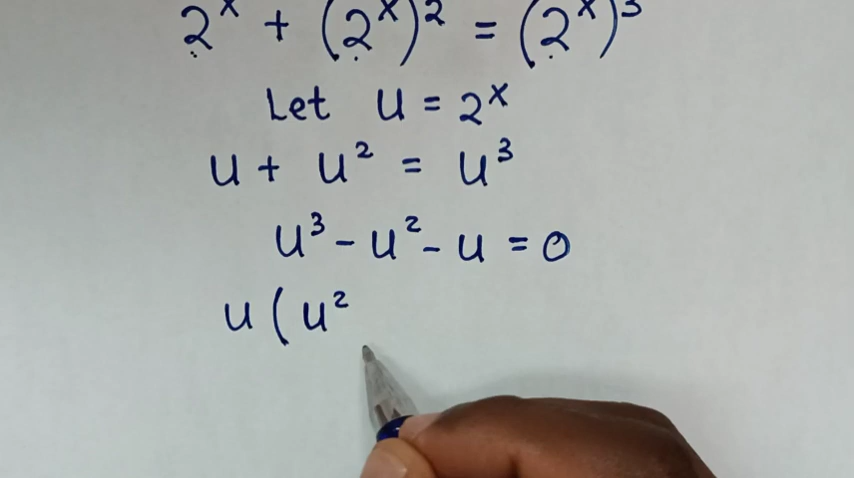 2^x + (2^x)^2 = (2^x)^3
Let u = 2^x
u + u^2 = u^3
u^3 - u^2 - u = 0
u (u^2